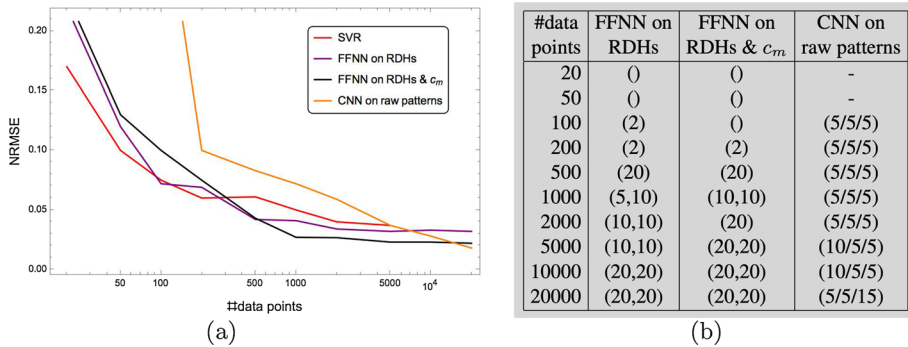 0.20
0.15
0.10
0.05
0.00
NRMSE
SVR
FFNN on RDHs
FFNN on RDHs & cₘ
CNN on raw patterns
50 100 500 1000 5000 10⁴
#data points
(a)
#data points | FFNN on RDHs | FFNN on RDHs & cₘ | CNN on raw patterns
20 () () -
50 () () -
100 (2) () (5/5/5)
200 (2) (2) (5/5/5)
500 (20) (20) (5/5/5)
1000 (5,10) (10,10) (5/5/5)
2000 (10,10) (20) (5/5/5)
5000 (10,10) (20,20) (10/5/5)
10000 (20,20) (20,20) (10/5/5)
20000 (20,20) (20,20) (5/5/15)
(b)